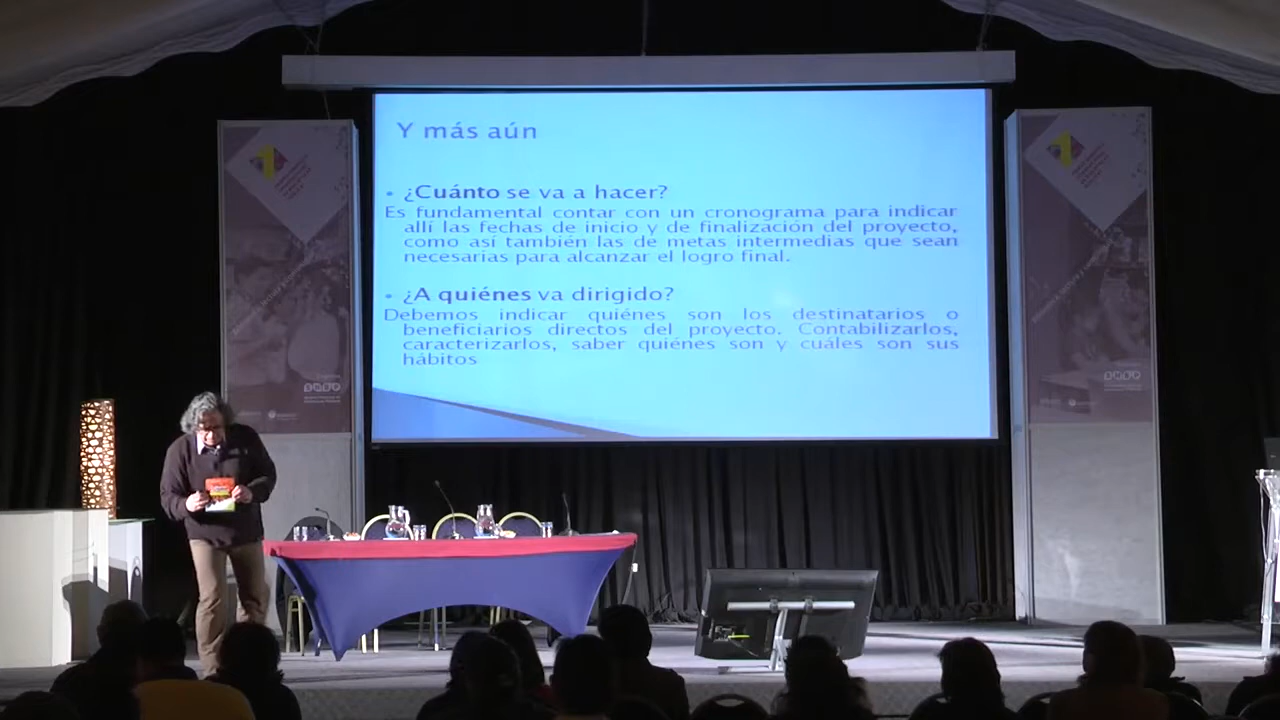 Y más aún
• ¿Cuánto se va a hacer?
Es fundamental contar con un cronograma para indicar
allí las fechas de inicio y de finalización del proyecto,
como así también las de metas intermedias que sean
necesarias para alcanzar el logro final.
• ¿A quiénes va dirigido?
Debemos indicar quiénes son los destinatarios o
beneficiarios directos del proyecto. Contabilizarlos,
caracterizarlos, saber quiénes son y cuáles son sus
hábitos
SNBP
SNBP